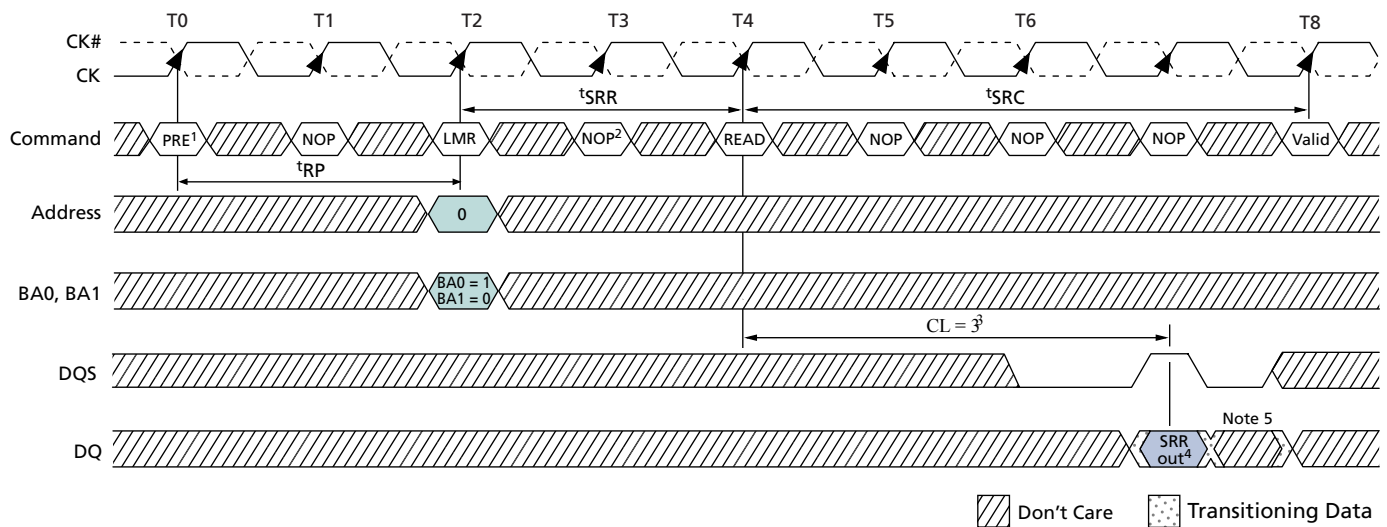 T0 T1 T2 T3 T4 T5 T6 T8
CK#
CK
tSRR tSRC
Command PRE1 NOP LMR NOP2 READ NOP NOP NOP Valid
tRP
Address 0
BA0, BA1 BA0 = 1
BA1 = 0
CL = 33
DQS
Note 5
DQ SRR
out4
Don't Care Transitioning Data